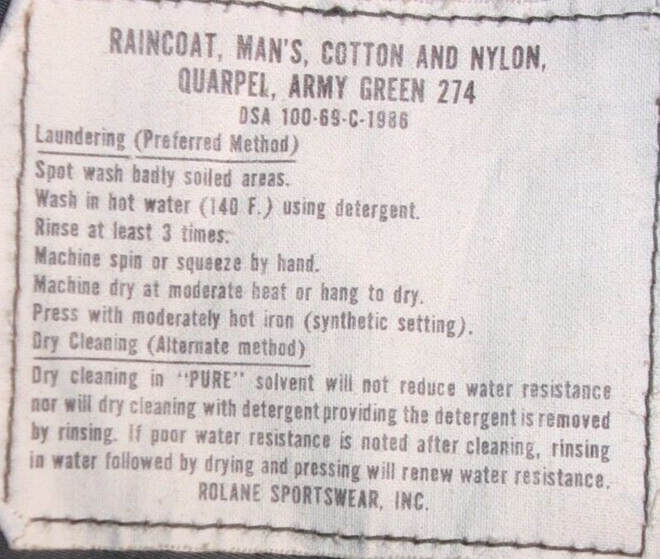 RAINCOAT, MAN'S, COTTON AND NYLON,
QUARPEL, ARMY GREEN 274
DSA 100-69-C-1986
Laundering (Preferred Method)
Spot wash badly soiled areas.
Wash in hot water (140 F.) using detergent.
Rinse at least 3 times.
Machine spin or squeeze by hand.
Machine dry at moderate heat or hang to dry.
Press with moderately hot iron (synthetic setting).
Dry Cleaning (Alternate method)
Dry cleaning in "PURE" solvent will not reduce water resistance
nor will dry cleaning with detergent providing the detergent is removed
by rinsing. If poor water resistance is noted after cleaning, rinsing
in water followed by drying and pressing will renew water resistance.
ROLANE SPORTSWEAR, INC.